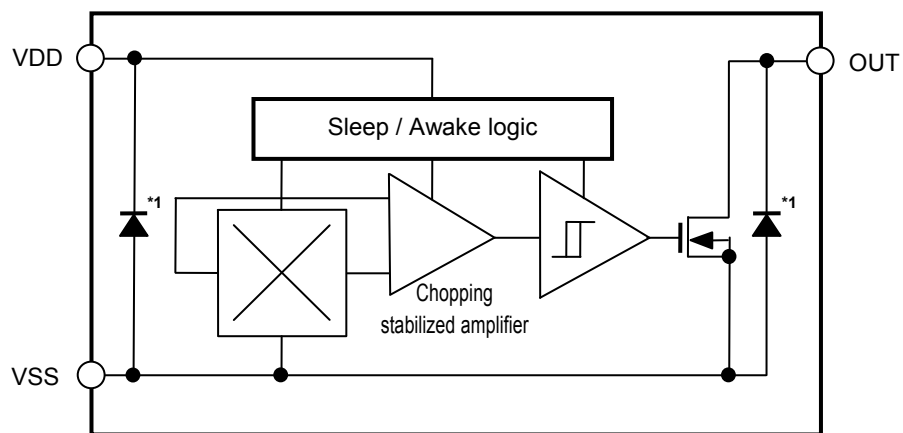 VDD
OUT
Sleep / Awake logic
*1
*1
Chopping
stabilized amplifier
VSS